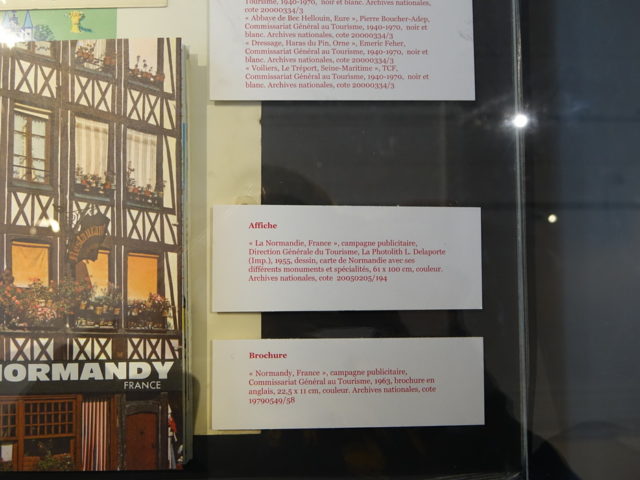 Tourisme, 1940-1970, noir et blanc. Archives nationales,
cote 20000334/3
« Abbaye de Bec Hellouin, Eure », Pierre Boucher-Adep,
Commissariat Général au Tourisme, 1940-1970, noir et
blanc. Archives nationales, cote 20000334/3
« Dressage, Haras du Pin, Orne », Emeric Feher,
Commissariat Général au Tourisme, 1940-1970, noir et
blanc. Archives nationales, cote 20000334/3
« Voiliers, Le Tréport, Seine-Maritime », TCF,
Commissariat Général au Tourisme, 1940-1970, noir et
blanc. Archives nationales, cote 20000334/3
Affiche
« La Normandie, France », campagne publicitaire,
Direction Générale du Tourisme, La Photolith L. Delaporte
(Imp.), 1955, dessin, carte de Normandie avec ses
différents monuments et spécialités, 61 x 100 cm, couleur.
Archives nationales, cote 20050205/194
Brochure
« Normandy, France », campagne publicitaire,
Commissariat Général au Tourisme, 1963, brochure en
anglais, 22,5 x 11 cm, couleur. Archives nationales, cote
19790549/58
Restaurant
NORMANDY
FRANCE